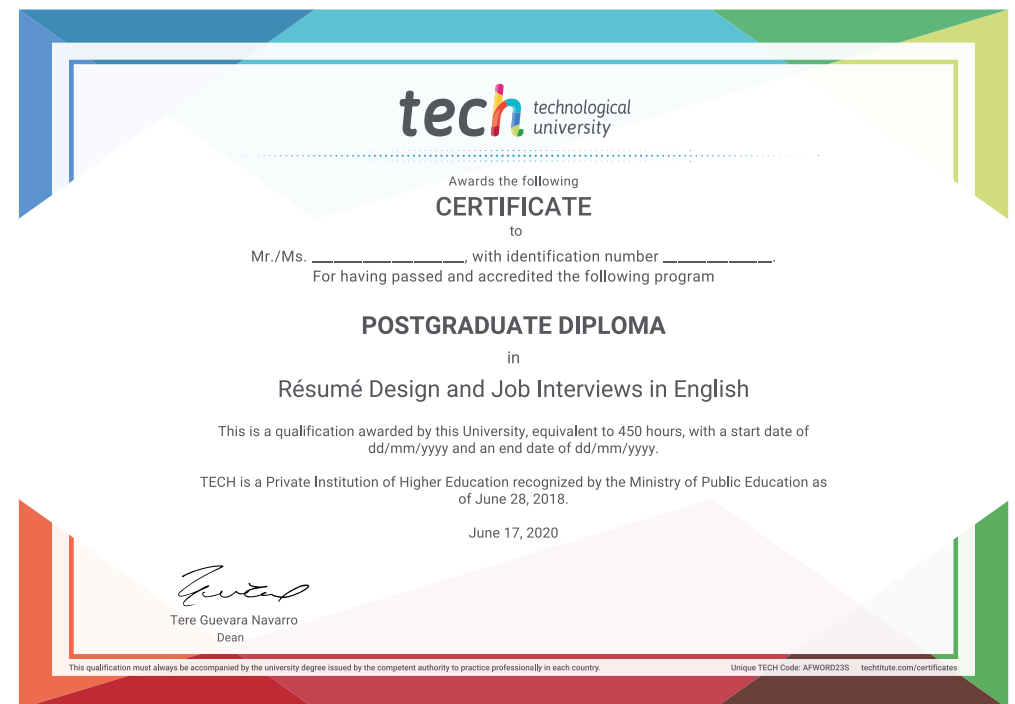 tech technological
university
Awards the following
CERTIFICATE
to
Mr./Ms. ____________________, with identification number ______________.
For having passed and accredited the following program
POSTGRADUATE DIPLOMA
in
Résumé Design and Job Interviews in English
This is a qualification awarded by this University, equivalent to 450 hours, with a start date of
dd/mm/yyyy and an end date of dd/mm/yyyy.
TECH is a Private Institution of Higher Education recognized by the Ministry of Public Education as
of June 28, 2018.
June 17, 2020
Tere Guevara Navarro
Dean
This qualification must always be accompanied by the university degree issued by the competent authority to practice professionally in each country.
Unique TECH Code: AFWORD23S techtitute.com/certificates